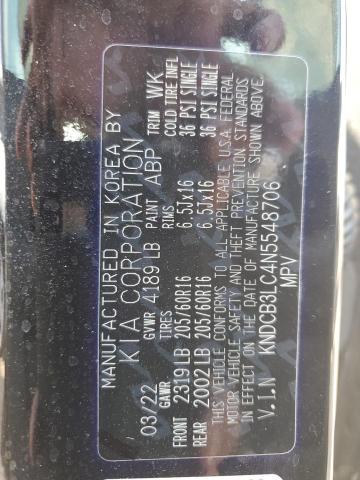 MANUFACTURED IN KOREA BY
KIA CORPORATION
03/22 GVWR 4189 LB PAINT ABP TRIM WK
GAWR TIRES RIMS COLD TIRE INFL
FRONT 2319 LB 205/60R16 6.5Jx16 36 PSI SINGLE
REAR 2002 LB 205/60R16 6.5Jx16 36 PSI SINGLE
THIS VEHICLE CONFORMS TO ALL APPLICABLE U.S.A. FEDERAL
MOTOR VEHICLE SAFETY AND THEFT PREVENTION STANDARDS
IN EFFECT ON THE DATE OF MANUFACTURE SHOWN ABOVE.
V.I.N KNDCB3LC4N5548706
MPV